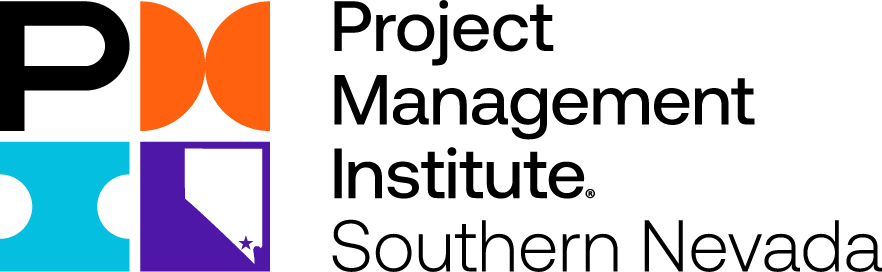 P
Project
Management
Institute®
Southern Nevada